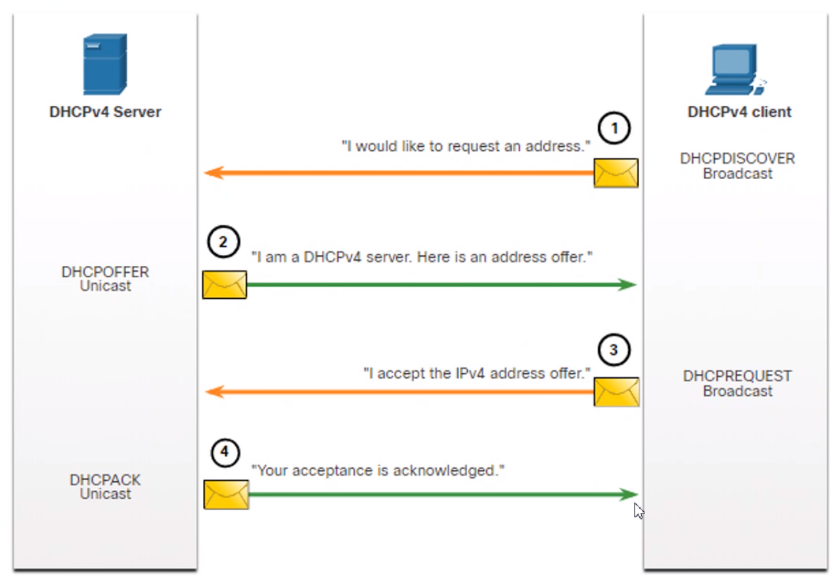 DHCPv4 Server
DHCPv4 client
1
"I would like to request an address."
DHCPDISCOVER
Broadcast
2
"I am a DHCPv4 server. Here is an address offer."
DHCPOFFER
Unicast
3
"I accept the IPv4 address offer."
DHCPREQUEST
Broadcast
4
"Your acceptance is acknowledged."
DHCPACK
Unicast